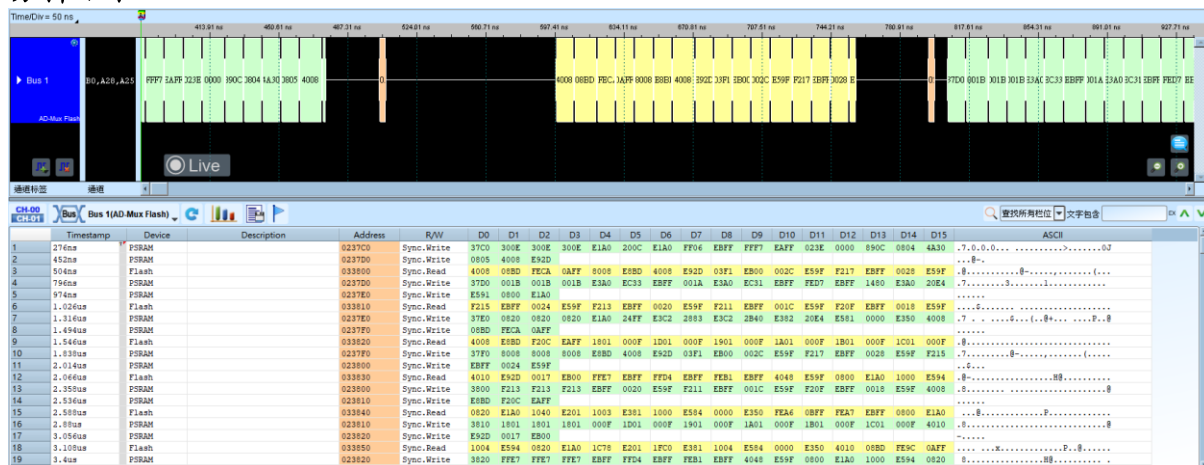 Time/Div = 50 ns
413.91 ns 450.61 ns 487.31 ns 524.01 ns 560.71 ns 597.41 ns 634.11 ns 670.81 ns 707.51 ns 744.21 ns 780.91 ns 817.61 ns 854.31 ns 891.01 ns 927.71 ns
Bus 1 B0,A28,A25 FFF7 EAFF 023E 0000 890C 0804 4A30 0805 4008
AD-Mux Flash
Live
通道标签 通道
CH-00 CH-01 Bus Bus 1(AD-Mux Flash) 查找所有栏位 文字包含
Timestamp Device Description Address R/W D0 D1 D2 D3 D4 D5 D6 D7 D8 D9 D10 D11 D12 D13 D14 D15 ASCII
1 276ns PSRAM 0237C0 Sync.Write 37C0 300E 300E 300E E1A0 200C E1A0 FF06 EBFF FFF7 EAFF 023E 0000 890C 0804 4A30
2 452ns PSRAM 0237D0 Sync.Write 0805 4008 E92D
3 504ns Flash 033800 Sync.Read 4008 08BD FECA 0AFF 8008 E8BD 4008 E92D 03F1 EB00 002C E59F F217 EBFF 0028 E59F
4 796ns PSRAM 0237D0 Sync.Write 37D0 001B 001B 001B E3A0 EC33 EBFF 001A E3A0 EC31 EBFF FED7 EBFF 1480 E3A0 20E4
5 974ns PSRAM 0237E0 Sync.Write E591 0800 E1A0
6 1.026us Flash 033810 Sync.Read F215 EBFF 0024 E59F F213 EBFF 0020 E59F F211 EBFF 001C E59F F20F EBFF 0018 E59F
7 1.316us PSRAM 0237E0 Sync.Write 37E0 0820 0820 0820 E1A0 24FF E3C2 2883 E3C2 2B40 E382 20E4 E581 0000 E350 4008
8 1.494us PSRAM 0237F0 Sync.Write 08BD FECA 0AFF
9 1.546us Flash 033820 Sync.Read 4008 E8BD F20C EAFF 1801 000F 1D01 000F 1901 000F 1A01 000F 1B01 000F 1C01 000F
10 1.838us PSRAM 0237F0 Sync.Write 37F0 8008 8008 8008 E8BD 4008 E92D 03F1 EB00 002C E59F F217 EBFF 0028 E59F F215
11 2.014us PSRAM 023800 Sync.Write EBFF 0024 E59F
12 2.066us Flash 033830 Sync.Read 4010 E92D 0017 EB00 FFE7 EBFF FFD4 EBFF FEB1 EBFF 4048 E59F 0800 E1A0 1000 E594
13 2.358us PSRAM 023800 Sync.Write 3800 F213 F213 F213 EBFF 0020 E59F F211 EBFF 001C E59F F20F EBFF 0018 E59F 4008
14 2.536us PSRAM 023810 Sync.Write E8BD F20C EAFF
15 2.588us Flash 033840 Sync.Read 0820 E1A0 1040 E201 1003 E381 1000 E584 0000 E350 FEA6 0BFF FEA7 EBFF 0800 E1A0
16 2.88us PSRAM 023810 Sync.Write 3810 1801 1801 1801 000F 1D01 000F 1901 000F 1A01 000F 1B01 000F 1C01 000F 4010
17 3.056us PSRAM 023820 Sync.Write E92D 0017 EB00
18 3.108us Flash 033850 Sync.Read 1004 E594 0820 E1A0 1C78 E201 1FC0 E381 1004 E584 0000 E350 4010 08BD FE9C 0AFF
19 3.4us PSRAM 023820 Sync.Write 3820 FFE7 FFE7 FFE7 EBFF FFD4 EBFF FEB1 EBFF 4048 E59F 0800 E1A0 1000 E594 0820